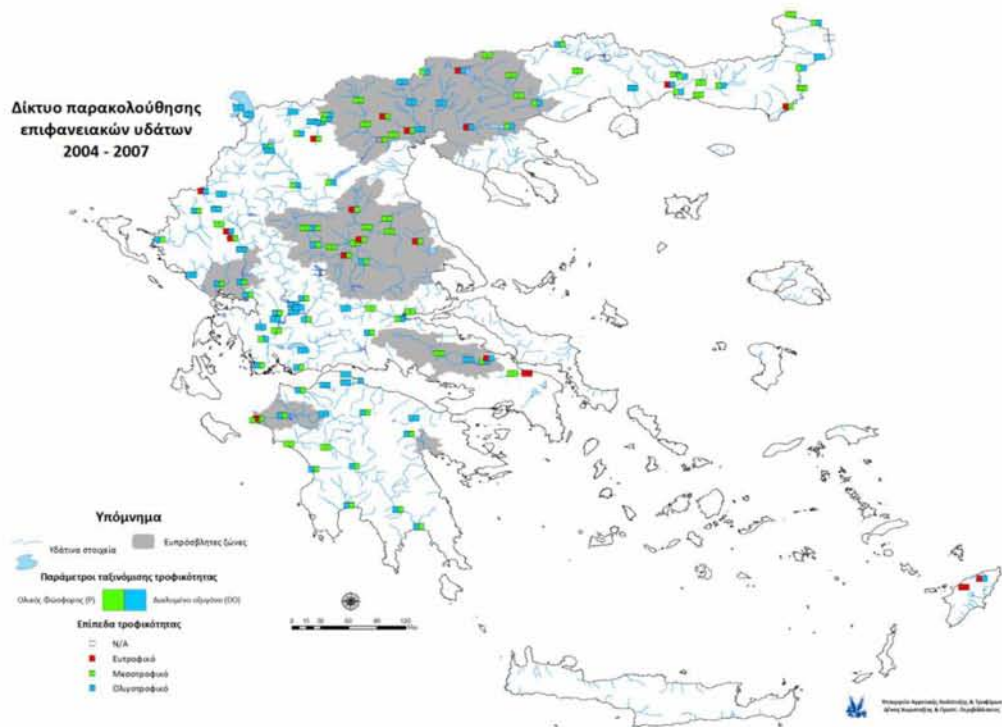 Δίκτυο παρακολούθησης
επιφανειακών υδάτων
2004 - 2007
Υπόμνημα
Υδάτινα στοιχεία
Ευπρόσβλητες ζώνες
Παράμετροι ταξινόμισης τροφικότητας
Ολικός Φώσφορος (P)
Διαλυμένο οξυγόνο (DO)
Επίπεδα τροφικότητας
N/A
Ευτροφικό
Μεσοτροφικό
Ολιγοτροφικό